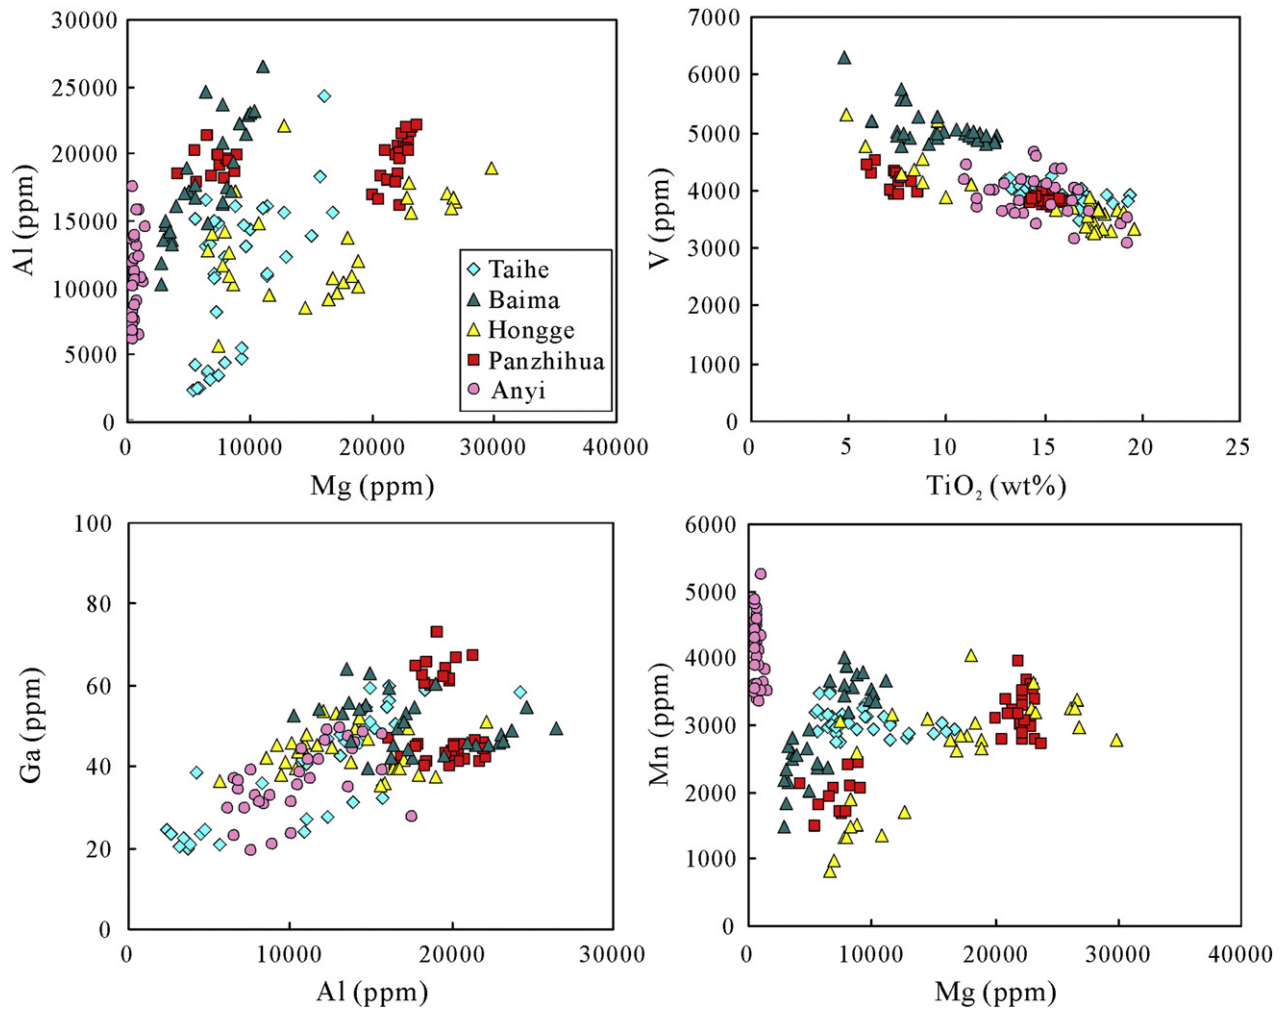 30000
25000
20000
15000
10000
5000
0
Al (ppm)
0 10000 20000 30000 40000
Mg (ppm)
Taihe
Baima
Hongge
Panzhihua
Anyi
7000
6000
5000
4000
3000
2000
1000
0
V (ppm)
0 5 10 15 20 25
TiO₂ (wt%)
100
80
60
40
20
0
Ga (ppm)
0 10000 20000 30000
Al (ppm)
6000
5000
4000
3000
2000
1000
0
Mn (ppm)
0 10000 20000 30000 40000
Mg (ppm)